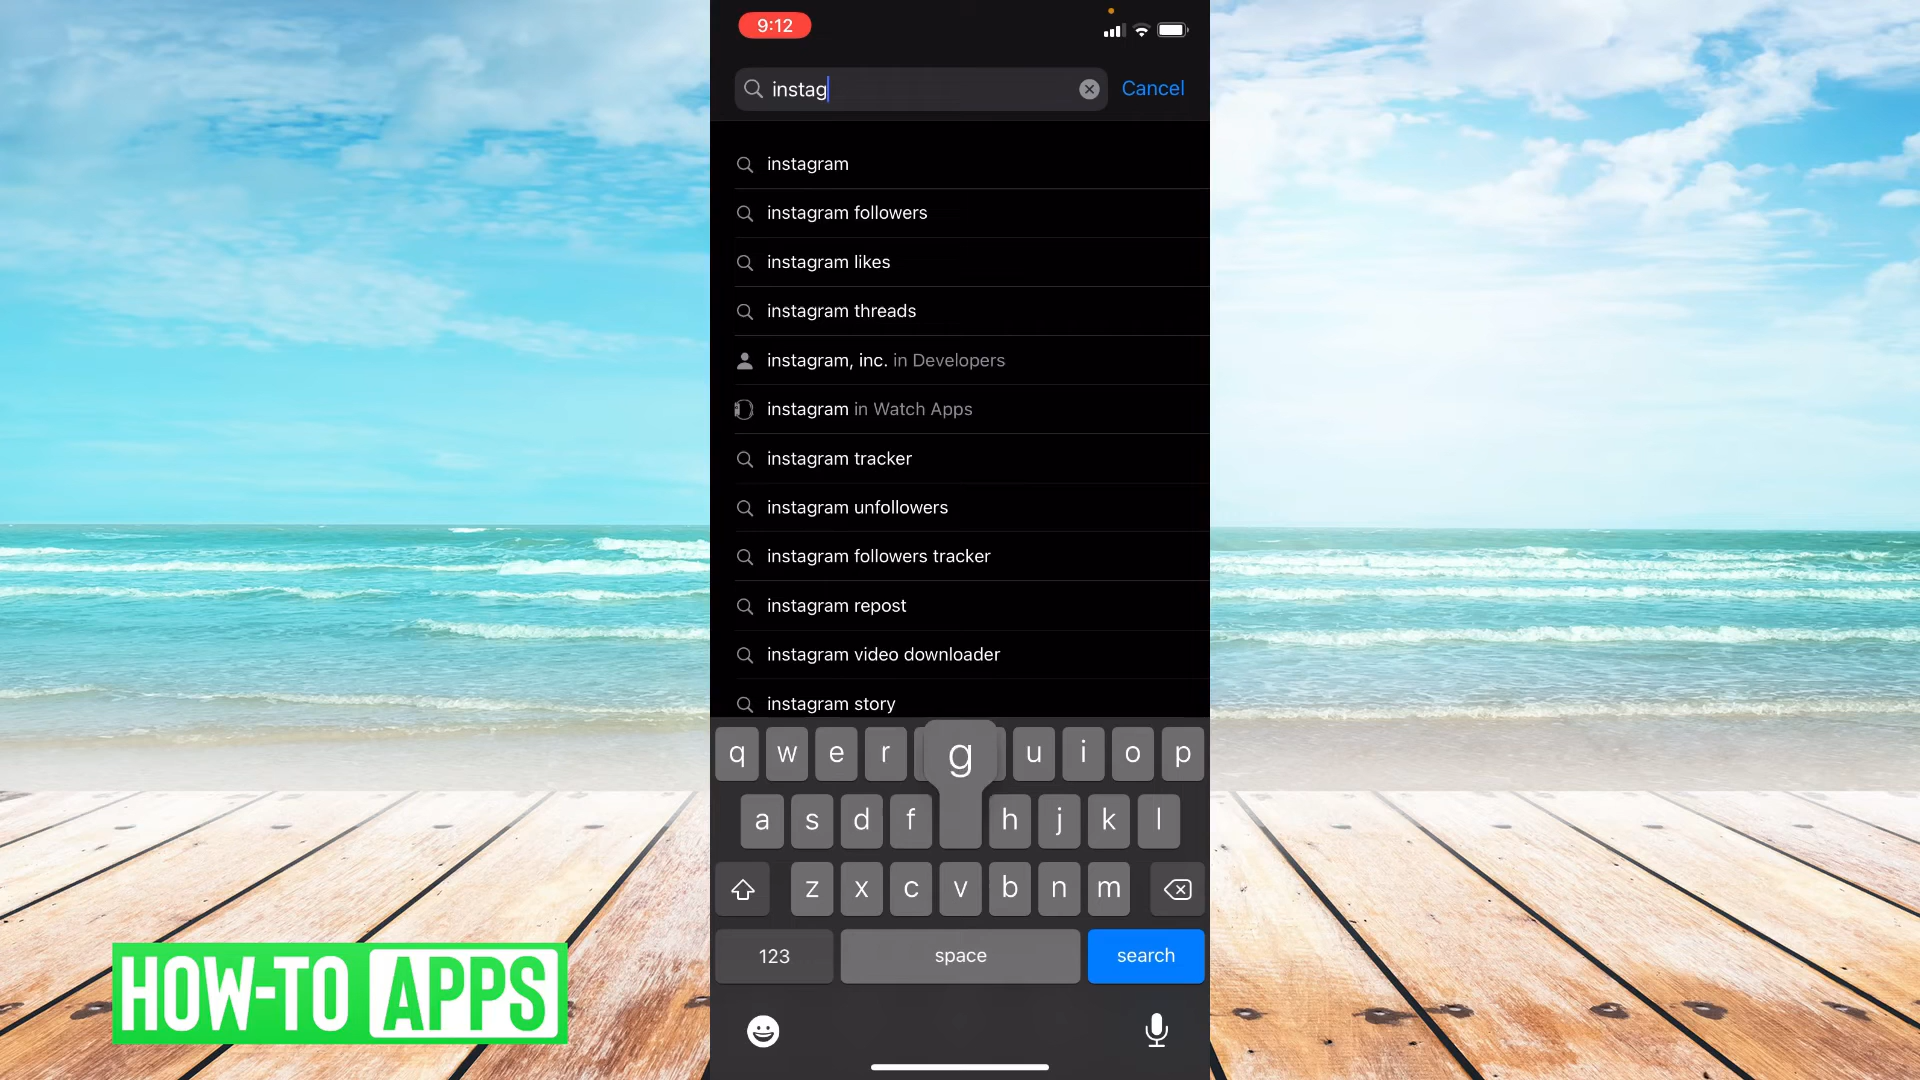 9:12
instag
Cancel
instagram
instagram followers
instagram likes
instagram threads
instagram, inc. in Developers
instagram in Watch Apps
instagram tracker
instagram unfollowers
instagram followers tracker
instagram repost
instagram video downloader
instagram story
q w e r g u i o p
a s d f h j k l
z x c v b n m
123 space search
HOW-TO APPS